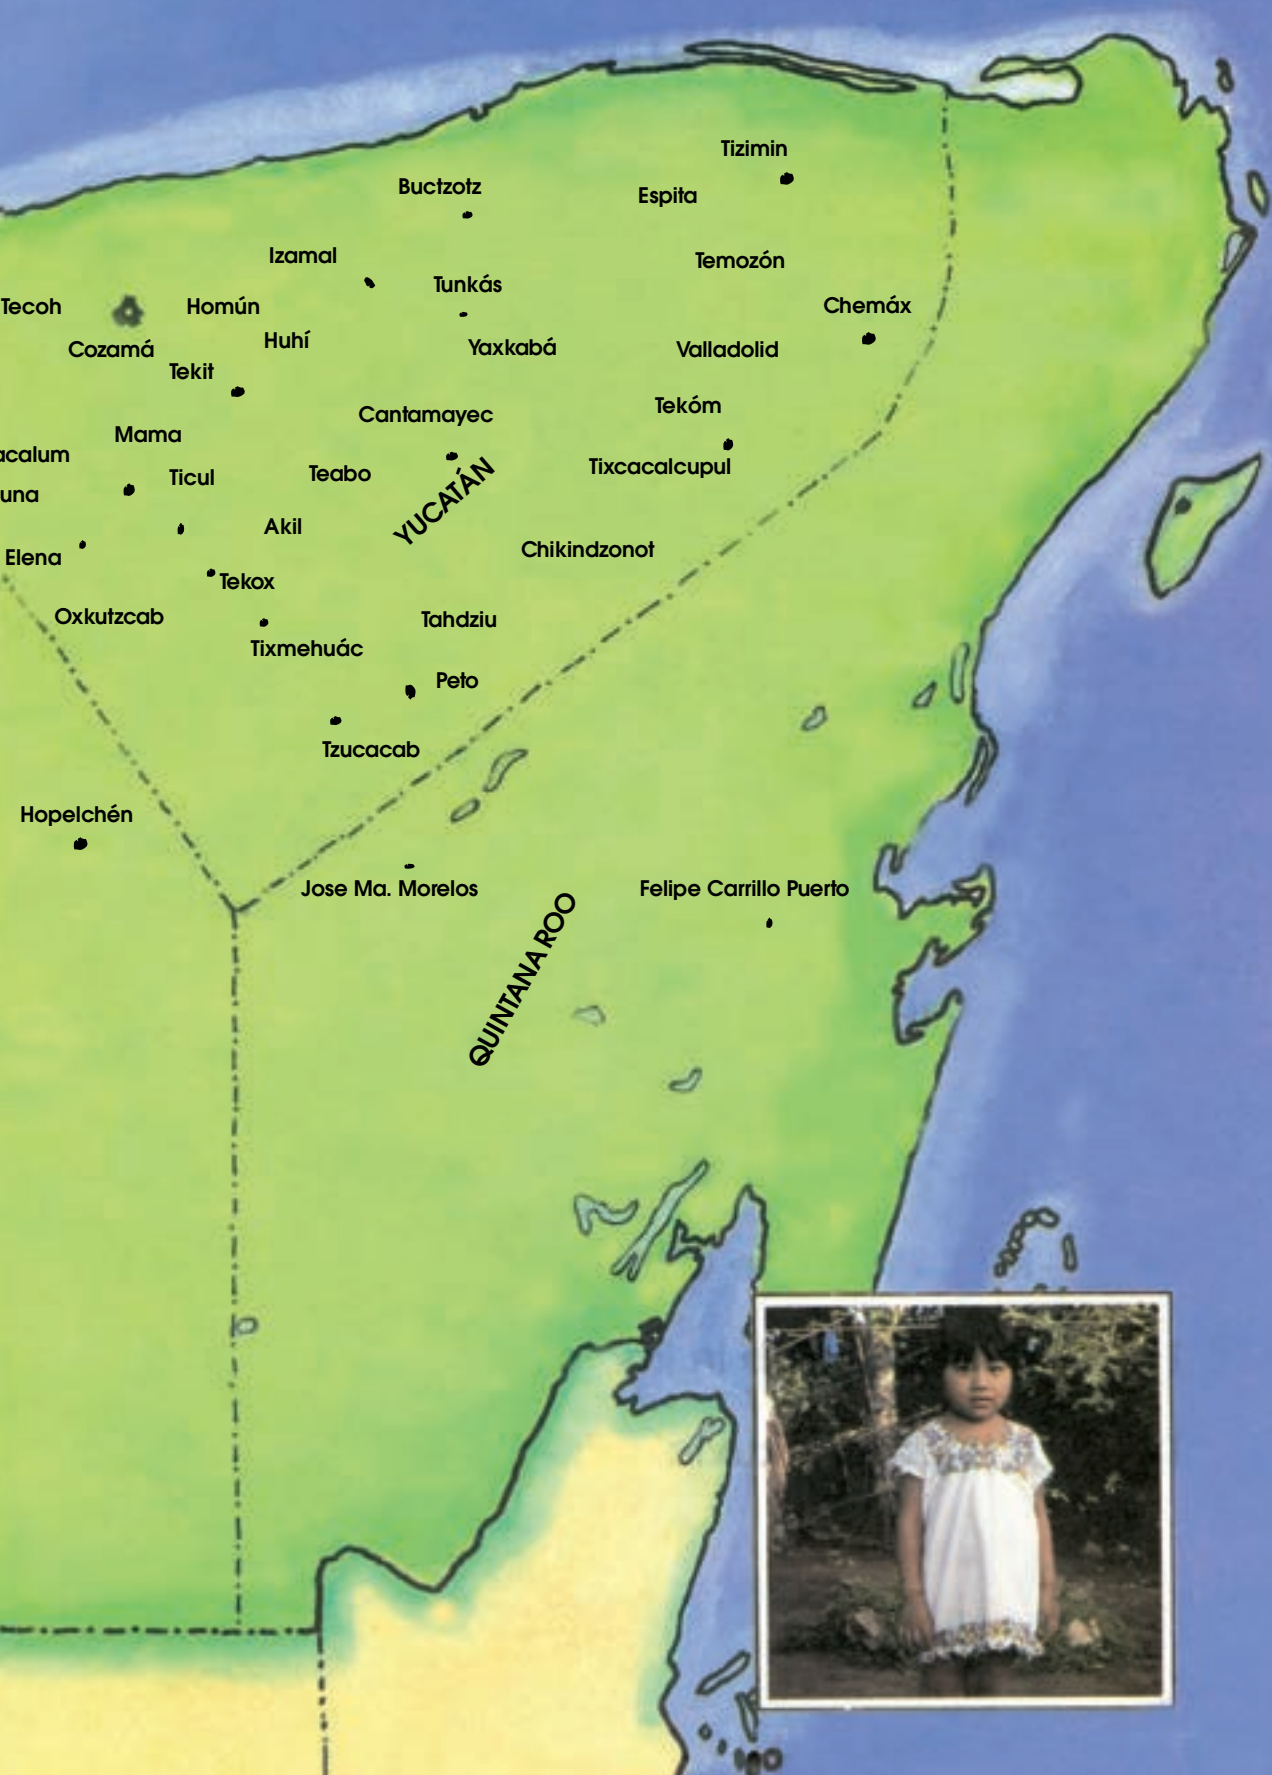 Tizimin
Buctzotz
Espita
Izamal
Temozón
Tunkás
Tecoh
Homún
Chemáx
Huhí
Cozamá
Yaxkabá
Valladolid
Tekit
Tekóm
Cantamayec
Mama
acalum
Tixcacalcupul
Ticul
Teabo
una
YUCATÁN
Akil
Chikindzonot
Elena
Tekox
Oxkutzcab
Tahdziu
Tixmehuác
Peto
Tzucacab
Hopelchén
Jose Ma. Morelos
Felipe Carrillo Puerto
QUINTANA ROO